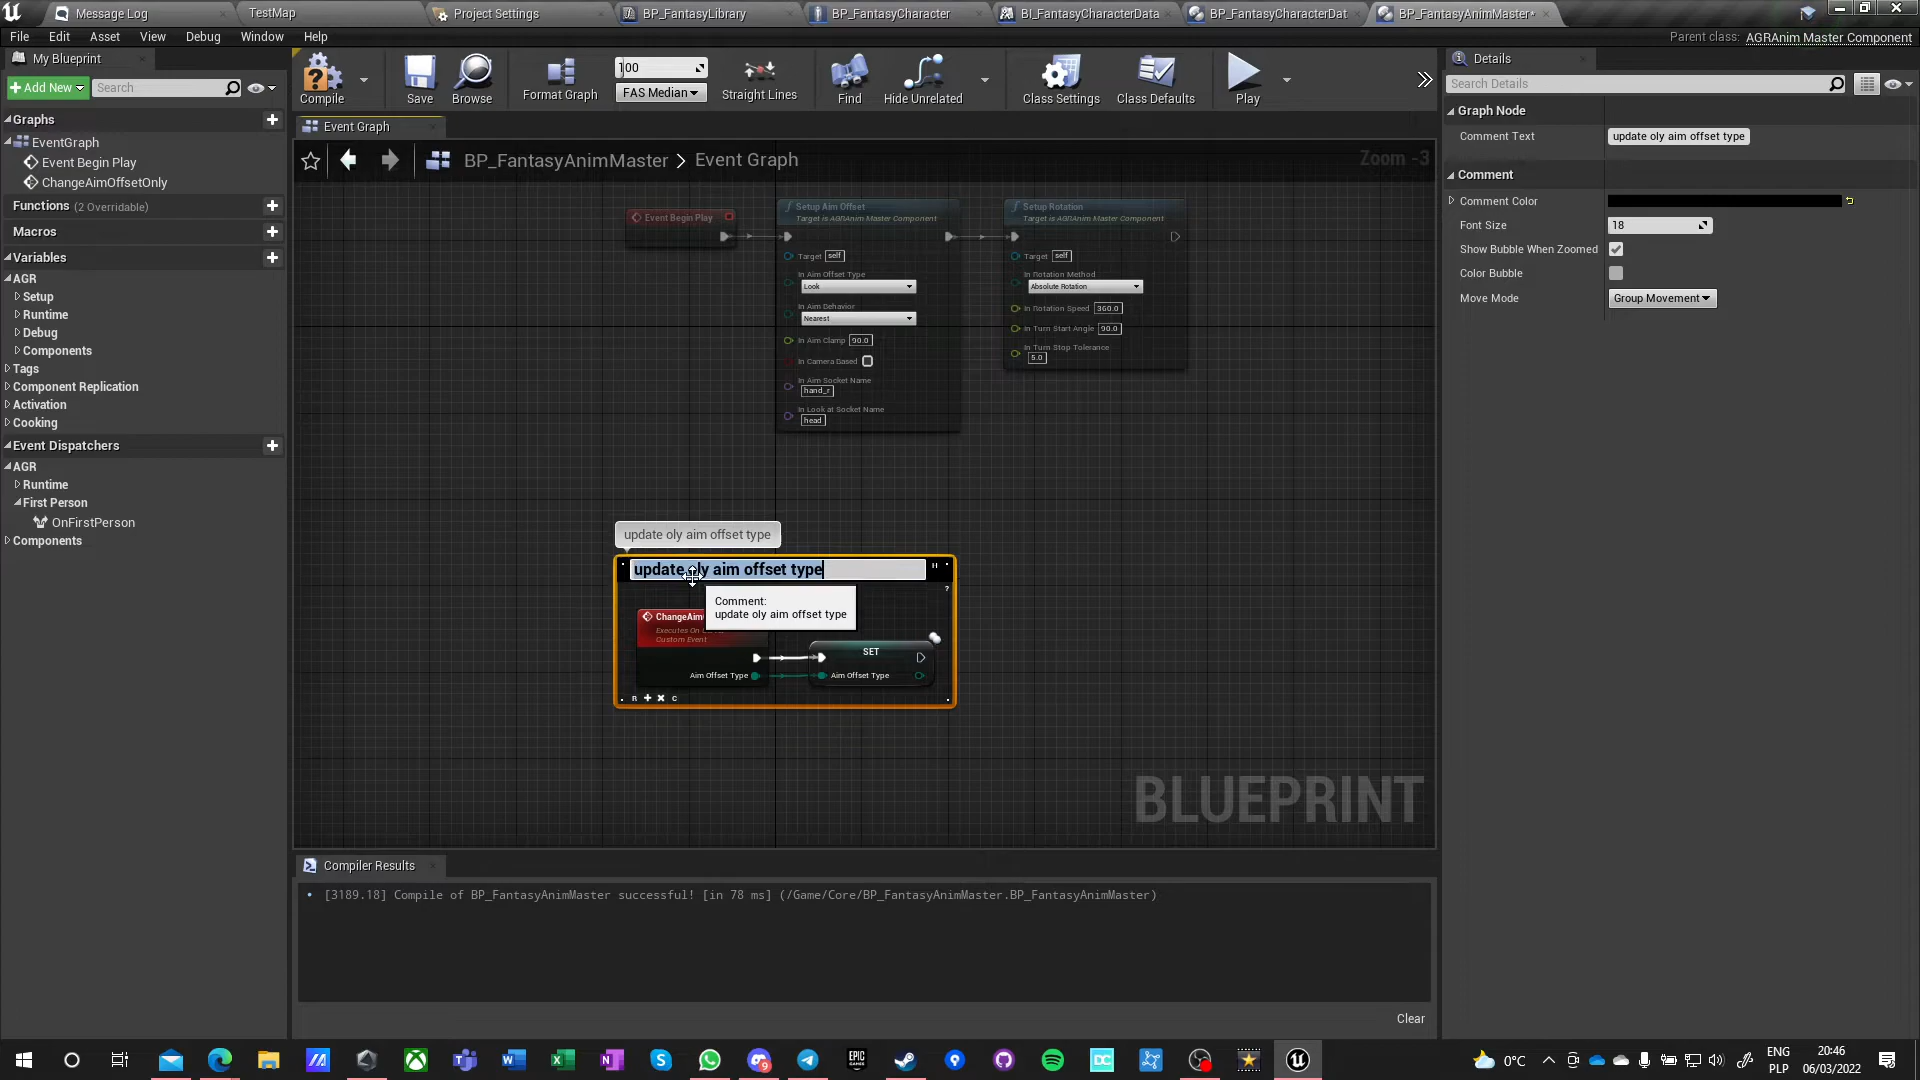 Message Log
TestMap
Project Settings
BP_FantasyLibrary
BP_FantasyCharacter
BI_FantasyCharacterData
BP_FantasyCharacterDat
BP_FantasyAnimMaster*
File Edit Asset View Debug Window Help
Parent class: AGRAnim Master Component
My Blueprint
Add New
Search
Compile
Save
Browse
Format Graph
100
FAS Median
Straight Lines
Find
Hide Unrelated
Class Settings
Class Defaults
Play
Details
Search Details
Graphs
EventGraph
Event Begin Play
ChangeAimOffsetOnly
Functions (2 Overridable)
Macros
Variables
AGR
Setup
Runtime
Debug
Components
Tags
Component Replication
Activation
Cooking
Event Dispatchers
AGR
Runtime
First Person
OnFirstPerson
Components
Event Graph
BP_FantasyAnimMaster > Event Graph
Zoom -3
Event Begin Play
Setup Aim Offset
Target is AGRAnim Master Component
Target self
In Aim Offset Type
Look
In Aim Behavior
Nearest
In Aim Clamp 90.0
In Camera Based
In Aim Socket Name
hand_r
In Look at Socket Name
head
Setup Rotation
Target is AGRAnim Master Component
Target self
In Rotation Method
Absolute Rotation
In Rotation Speed 360.0
In Turn Start Angle 90.0
In Turn Stop Tolerance
5.0
update oly aim offset type
update oly aim offset type
Comment:
update oly aim offset type
ChangeAim
Executes On
Custom Event
Aim Offset Type
SET
Aim Offset Type
R C
BLUEPRINT
Graph Node
Comment Text update oly aim offset type
Comment
Comment Color
Font Size 18
Show Bubble When Zoomed
Color Bubble
Move Mode Group Movement
Compiler Results
[3189.18] Compile of BP_FantasyAnimMaster successful! [in 78 ms] (/Game/Core/BP_FantasyAnimMaster.BP_FantasyAnimMaster)
Clear
0°C
ENG
PLP
20:46
06/03/2022